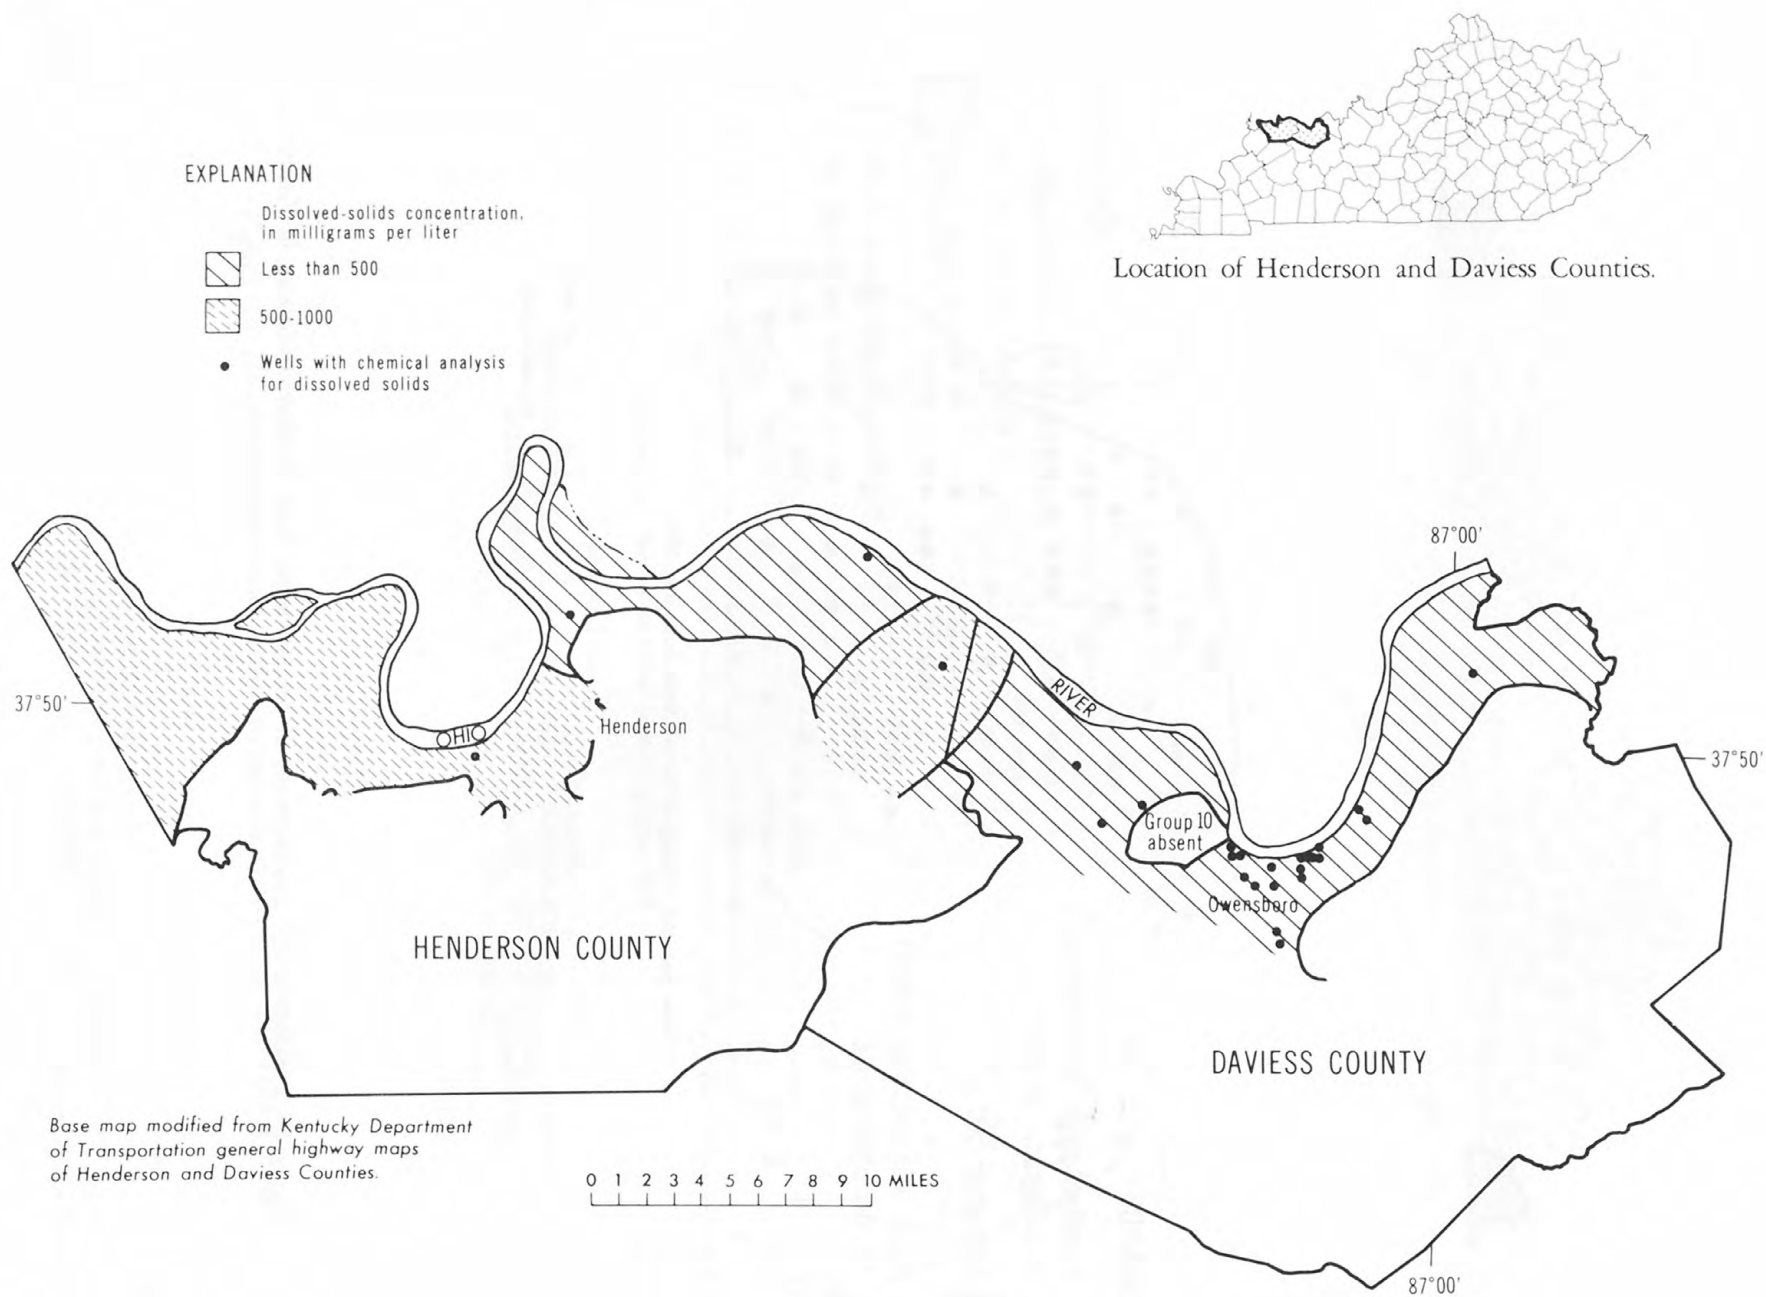 EXPLANATION
Dissolved-solids concentration,
in milligrams per liter
Less than 500
500-1000
Wells with chemical analysis
for dissolved solids
Location of Henderson and Daviess Counties.
87°00'
37°50'
RIVER
OHIO
Henderson
37°50'
Group 10
absent
Owensboro
HENDERSON COUNTY
DAVIESS COUNTY
Base map modified from Kentucky Department
of Transportation general highway maps
of Henderson and Daviess Counties.
0 1 2 3 4 5 6 7 8 9 10 MILES
87°00'